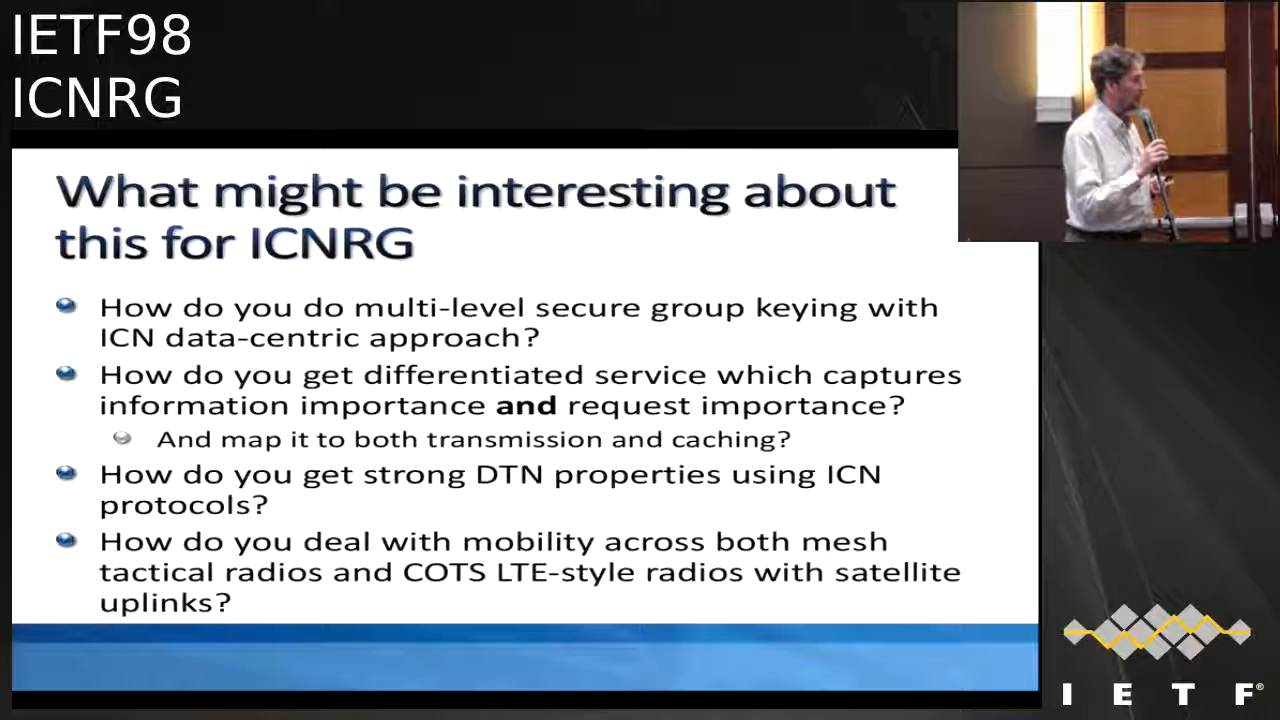 IETF98
ICNRG
What might be interesting about
this for ICNRG
How do you do multi-level secure group keying with
ICN data-centric approach?
How do you get differentiated service which captures
information importance and request importance?
And map it to both transmission and caching?
How do you get strong DTN properties using ICN
protocols?
How do you deal with mobility across both mesh
tactical radios and COTS LTE-style radios with satellite
uplinks?
I E T F®